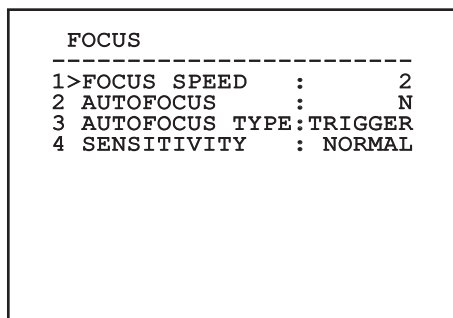 FOCUS
-------------------------
1>FOCUS SPEED    :      2
2 AUTOFOCUS      :      N
3 AUTOFOCUS TYPE:TRIGGER
4 SENSITIVITY    : NORMAL